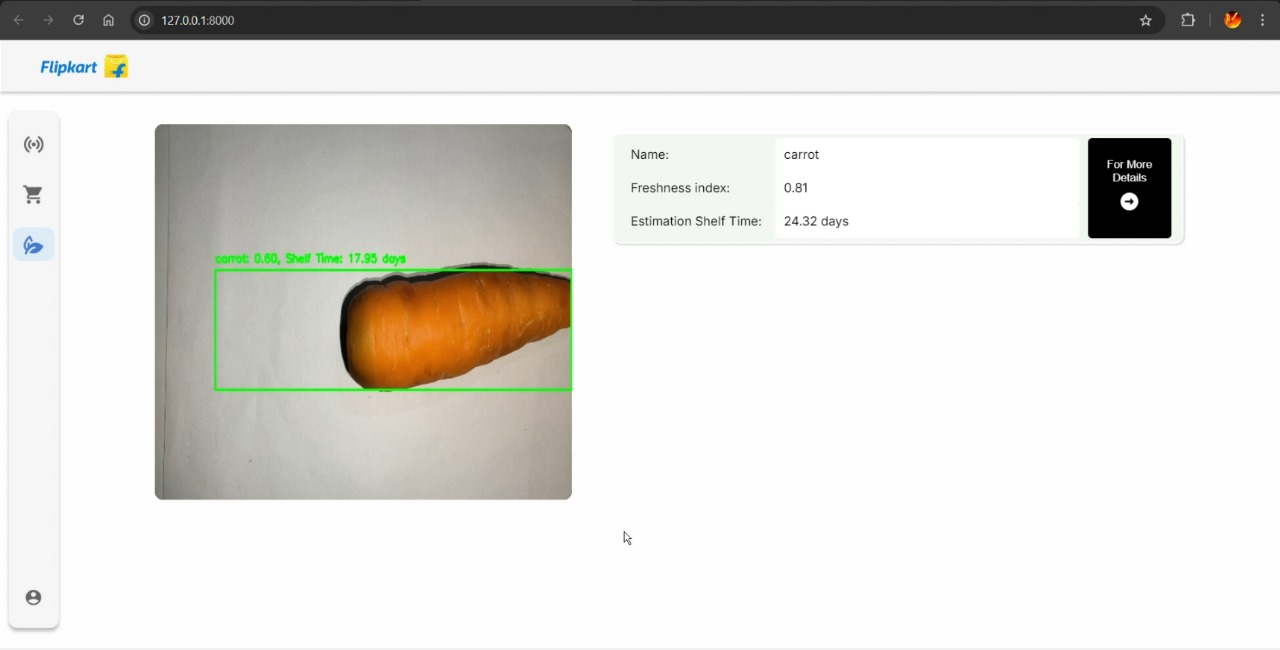 127.0.0.1:8000
Flipkart
carrot: 0.60, Shelf Time: 17.95 days
Name: carrot
Freshness index: 0.81
Estimation Shelf Time: 24.32 days
For More
Details